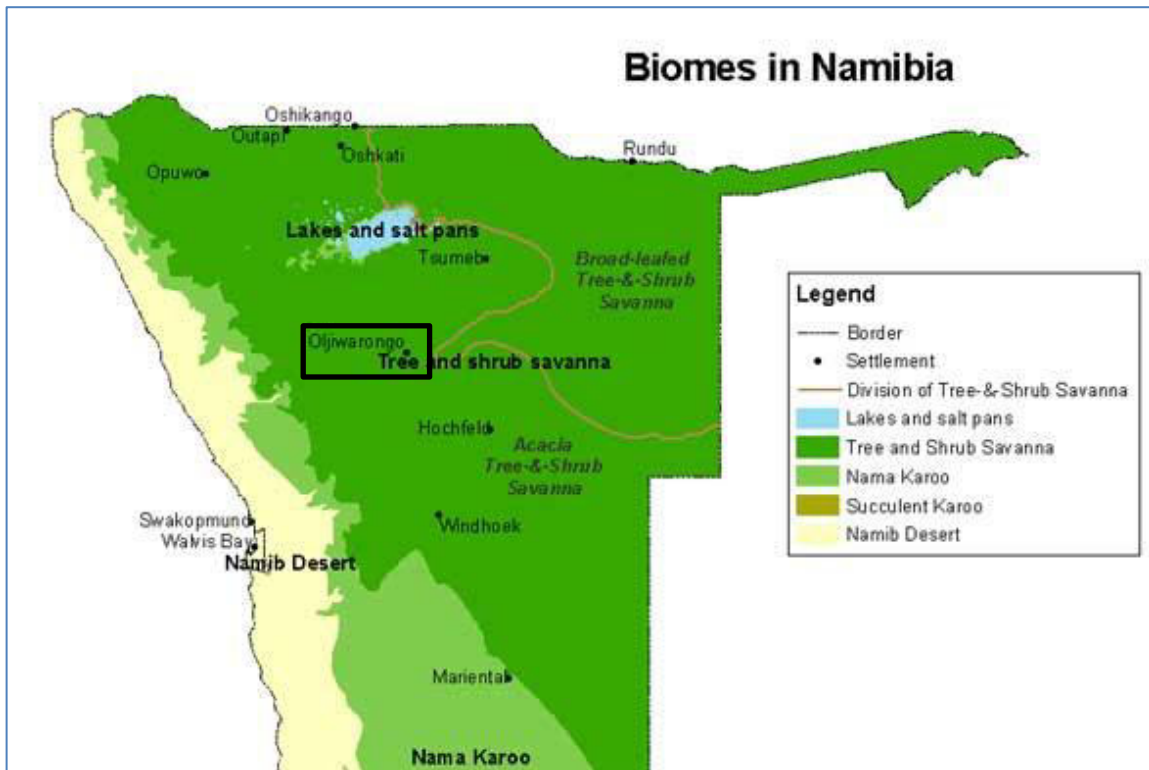 Biomes in Namibia
Oshikango
Outapi
Oshkati
Rundu
Opuwo
Lakes and salt pans
Tsumeb
Broad-leafed
Tree-&-Shrub
Savanna
Legend
Border
Settlement
Division of Tree-&-Shrub Savanna
Lakes and salt pans
Tree and Shrub Savanna
Nama Karoo
Succulent Karoo
Namib Desert
Oljiwarongo
Tree and shrub savanna
Hochfeld
Acacia
Tree-&-Shrub
Savanna
Swakopmund
Windhoek
Walvis Bay
Namib Desert
Mariental
Nama Karoo